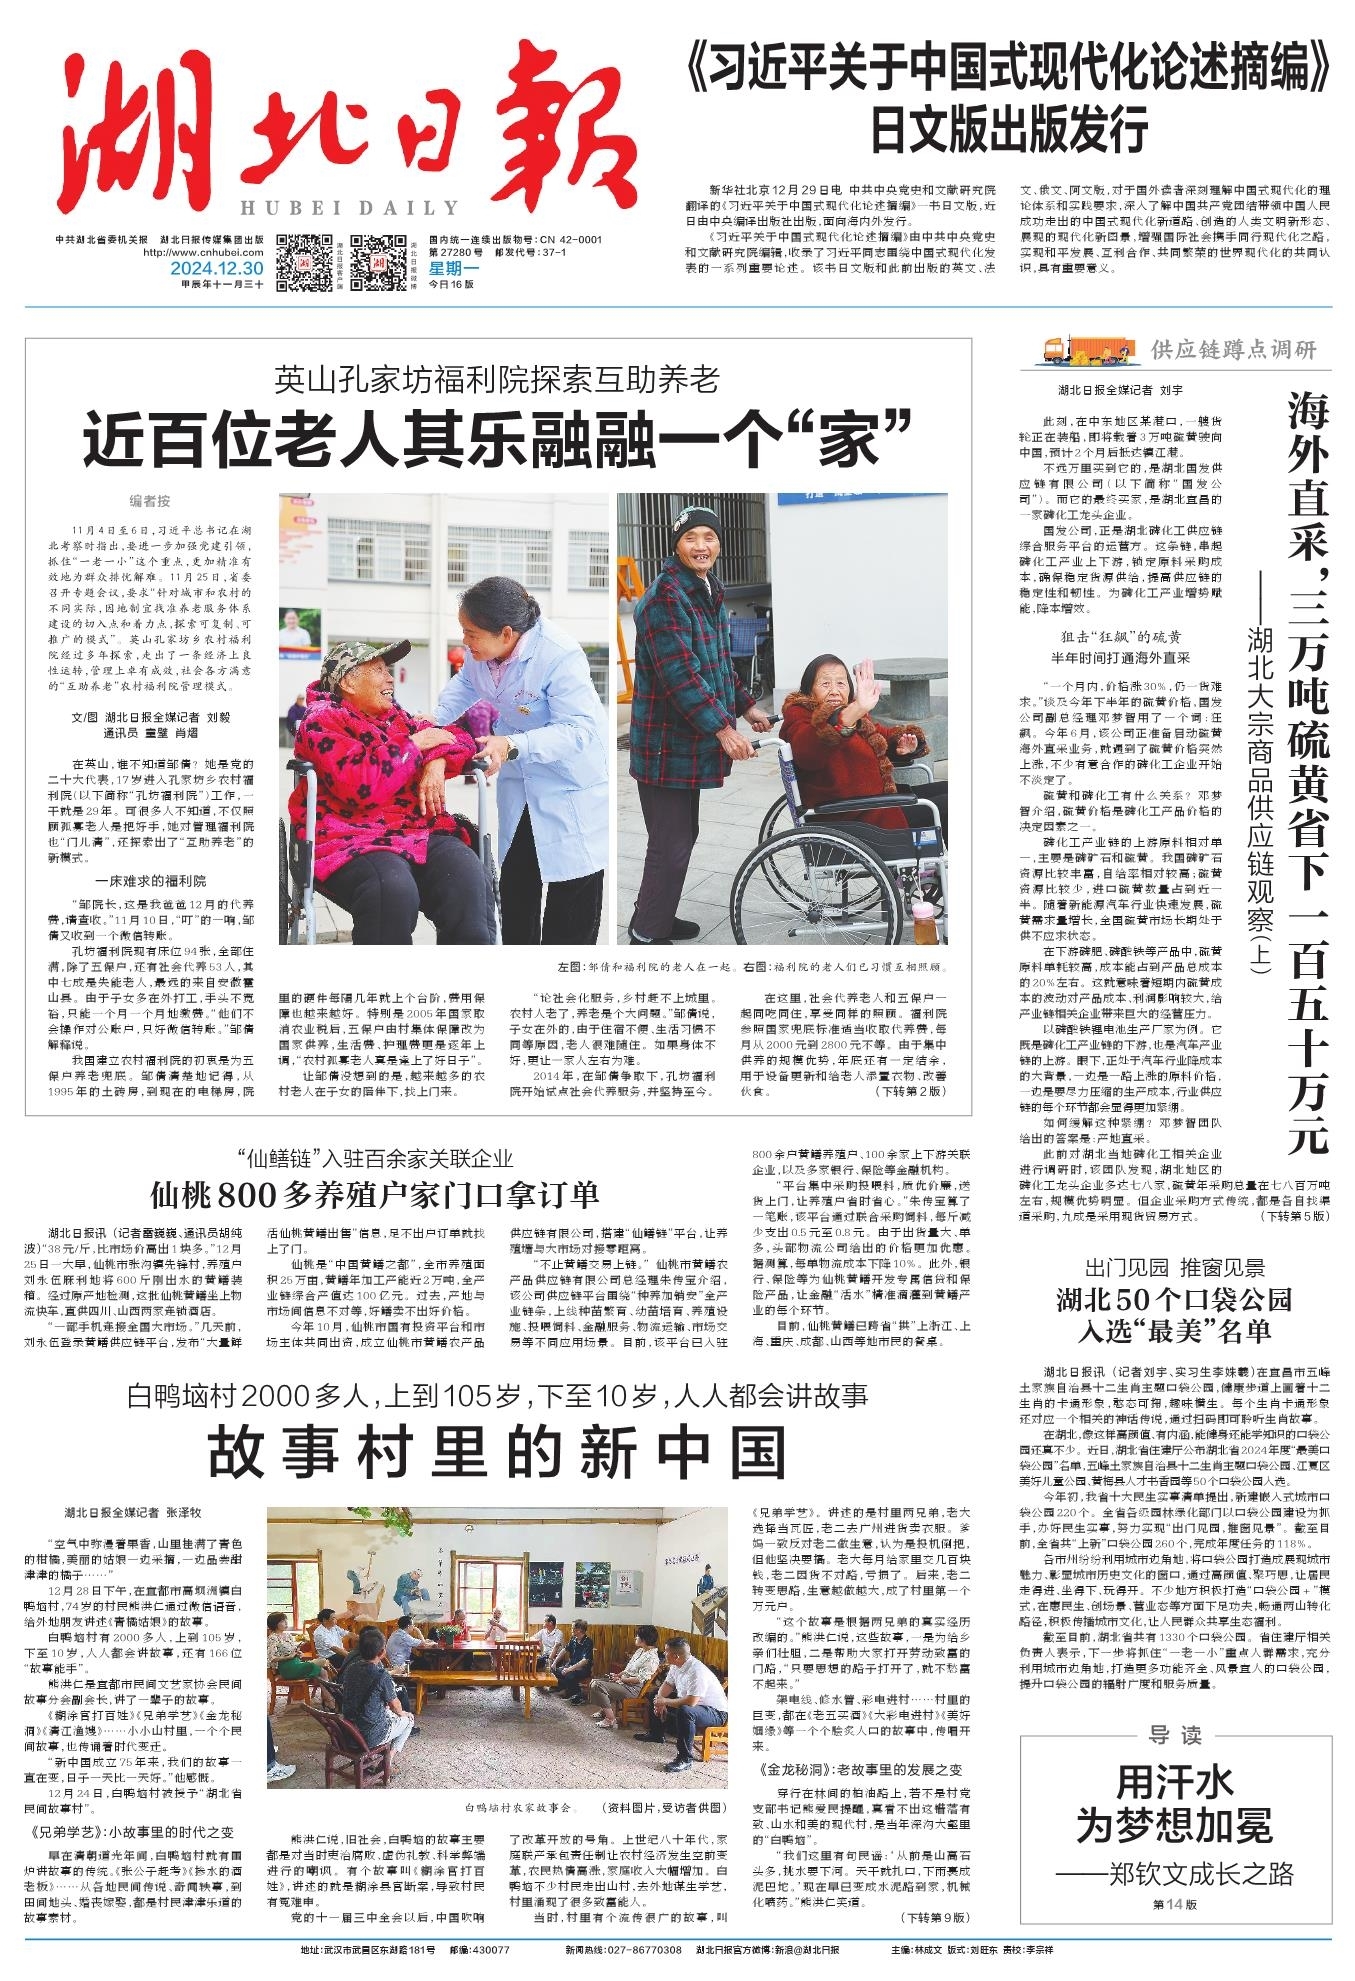 湖北日報
HUBEI DAILY
中共湖北省委机关报 湖北日报传媒集团出版
http://www.cnhubei.com
2024.12.30
甲辰年十一月三十
湖北日报客户端
湖北日报微博
国内统一连续出版物号:CN 42-0001
第27280号 邮发代号:37-1
星期一
今日16版
《习近平关于中国式现代化论述摘编》
日文版出版发行
新华社北京12月29日电 中共中央党史和文献研究院
翻译的《习近平关于中国式现代化论述摘编》一书日文版,近
日由中央编译出版社出版,面向海内外发行。
《习近平关于中国式现代化论述摘编》由中共中央党史
和文献研究院编辑,收录了习近平同志围绕中国式现代化发
表的一系列重要论述。该书日文版和此前出版的英文、法
文、俄文、阿文版,对于国外读者深刻理解中国式现代化的理
论体系和实践要求,深入了解中国共产党团结带领中国人民
成功走出的中国式现代化新道路、创造的人类文明新形态、
展现的现代化新图景,增强国际社会携手同行现代化之路,
实现和平发展、互利合作、共同繁荣的世界现代化的共同认
识,具有重要意义。
英山孔家坊福利院探索互助养老
近百位老人其乐融融一个“家”
编者按
11月4日至6日,习近平总书记在湖
北考察时指出,要进一步加强党建引领,
抓住“一老一小”这个重点,更加精准有
效地为群众排忧解难。11月25日,省委
召开专题会议,要求“针对城市和农村的
不同实际,因地制宜找准养老服务体系
建设的切入点和着力点,探索可复制、可
推广的模式”。英山孔家坊乡农村福利
院经过多年探索,走出了一条经济上良
性运转,管理上卓有成效,社会各方满意
的“互助养老”农村福利院管理模式。
文/图 湖北日报全媒记者 刘毅
通讯员 童璧 肖熠
在英山,谁不知道邹倩?她是党的
二十大代表,17岁进入孔家坊乡农村福
利院(以下简称“孔坊福利院”)工作,一
干就是29年。可很多人不知道,不仅照
顾孤寡老人是把好手,她对管理福利院
也“门儿清”,还探索出了“互助养老”的
新模式。
一床难求的福利院
“邹院长,这是我爸爸12月的代养
费,请查收。”11月10日,“叮”的一响,邹
倩又收到一个微信转账。
孔坊福利院现有床位94张,全部住
满,除了五保户,还有社会代养53人,其
中七成是失能老人,最远的来自安徽霍
山县。由于子女多在外打工,手头不宽
裕,只能一个月一个月地缴费。“他们不
会操作对公账户,只好微信转账。”邹倩
解释说。
我国建立农村福利院的初衷是为五
保户养老兜底。邹倩清楚地记得,从
1995年的土砖房,到现在的电梯房,院
左图:邹倩和福利院的老人在一起。右图:福利院的老人们已习惯互相照顾。
里的硬件每隔几年就上个台阶,费用保
障也越来越好。特别是2005年国家取
消农业税后,五保户由村集体保障改为
国家供养,生活费、护理费更是逐年上
调,“农村孤寡老人真是逢上了好日子”。
让邹倩没想到的是,越来越多的农
村老人在子女的陪伴下,找上门来。
“论社会化服务,乡村赶不上城里。
农村人老了,养老是个大问题。”邹倩说,
子女在外的,由于住宿不便、生活习惯不
同等原因,老人很难随住。如果身体不
好,更让一家人左右为难。
2014年,在邹倩争取下,孔坊福利
院开始试点社会代养服务,并坚持至今。
在这里,社会代养老人和五保户一
起同吃同住,享受同样的照顾。福利院
参照国家兜底标准适当收取代养费,每
月从2000元到2800元不等。由于集中
供养的规模优势,年底还有一定结余,
用于设备更新和给老人添置衣物、改善
伙食。 (下转第2版)
供应链蹲点调研
海外直采,三万吨硫黄省下一百五十万元
——湖北大宗商品供应链观察(上)
湖北日报全媒记者 刘宇
此刻,在中东地区某港口,一艘货
轮正在装船,即将载着3万吨硫黄驶向
中国,预计2个月后抵达镇江港。
不远万里买到它的,是湖北国发供
应链有限公司(以下简称“国发公
司”)。而它的最终买家,是湖北宜昌的
一家磷化工龙头企业。
国发公司,正是湖北磷化工供应链
综合服务平台的运营方。这条链,串起
磷化工产业上下游,锁定原料采购成
本,确保稳定货源供给,提高供应链的
稳定性和韧性。为磷化工产业增势赋
能,降本增效。
狙击“狂飙”的硫黄
半年时间打通海外直采
“一个月内,价格涨30%,仍一货难
求。”谈及今年下半年的硫黄价格,国发
公司副总经理邓梦智用了一个词:狂
飙。今年6月,该公司正准备启动硫黄
海外直采业务,就遇到了硫黄价格突然
上涨,不少有意合作的磷化工企业开始
不淡定了。
硫黄和磷化工有什么关系?邓梦
智介绍,硫黄价格是磷化工产品价格的
决定因素之一。
磷化工产业链的上游原料相对单
一,主要是磷矿石和硫黄。我国磷矿石
资源比较丰富,自给率相对较高;硫黄
资源比较少,进口硫黄数量占到近一
半。随着新能源汽车行业快速发展,硫
黄需求量增长,全国硫黄市场长期处于
供不应求状态。
在下游磷肥、磷酸铁等产品中,硫黄
原料单耗较高,成本能占到产品总成本
的20%左右。这就意味着短期内硫黄成
本的波动对产品成本、利润影响较大,给
产业链相关企业带来巨大的经营压力。
以磷酸铁锂电池生产厂家为例。它
既是磷化工产业链的下游,也是汽车产业
链的上游。眼下,正处于汽车行业降成本
的大背景,一边是一路上涨的原料价格,
一边是要尽力压缩的生产成本,行业供应
链的每个环节都会显得更加紧绷。
如何缓解这种紧绷?邓梦智团队
给出的答案是:产地直采。
此前对湖北当地磷化工相关企业
进行调研时,该团队发现,湖北地区的
磷化工龙头企业多达七八家,硫黄年采购总量在七八百万吨
左右,规模优势明显。但企业采购方式传统,都是各自找渠
道采购,九成是采用现货贸易方式。 (下转第5版)
“仙鳝链”入驻百余家关联企业
仙桃800多养殖户家门口拿订单
湖北日报讯(记者雷巍巍、通讯员胡纯
波)“38元/斤,比市场价高出1块多。”12月
25日一大早,仙桃市张沟镇先锋村,养殖户
刘永伍麻利地将600斤刚出水的黄鳝装
箱。经过原产地检测,这批仙桃黄鳝坐上物
流快车,直供四川、山西两家连锁酒店。
“一部手机连接全国大市场。”几天前,
刘永伍登录黄鳝供应链平台,发布“大量鲜
活仙桃黄鳝出售”信息,足不出户订单就找
上了门。
仙桃是“中国黄鳝之都”,全市养殖面
积25万亩,黄鳝年加工产能近2万吨,全产
业链综合产值达100亿元。过去,产地与
市场间信息不对等,好鳝卖不出好价格。
今年10月,仙桃市国有投资平台和市
场主体共同出资,成立仙桃市黄鳝农产品
供应链有限公司,搭建“仙鳝链”平台,让养
殖塘与大市场对接零距离。
“不止黄鳝交易上链。”仙桃市黄鳝农
产品供应链有限公司总经理朱传宝介绍,
该公司供应链平台围绕“种养加销安”全产
业链条,上线种苗繁育、幼苗培育、养殖设
施、投喂饲料、金融服务、物流运输、市场交
易等不同应用场景。目前,该平台已入驻
800余户黄鳝养殖户、100余家上下游关联
企业,以及多家银行、保险等金融机构。
“平台集中采购投喂料,质优价廉,送
货上门,让养殖户省时省心。”朱传宝算了
一笔账,该平台通过联合采购饲料,每斤减
少支出0.5元至0.8元。由于出货量大、单
多,头部物流公司给出的价格更加优惠。
据测算,每单物流成本下降10%。此外,银
行、保险等为仙桃黄鳝开发专属信贷和保
险产品,让金融“活水”精准滴灌到黄鳝产
业的每个环节。
目前,仙桃黄鳝已跨省“拱”上浙江、上
海、重庆、成都、山西等地市民的餐桌。
出门见园 推窗见景
湖北50个口袋公园
入选“最美”名单
湖北日报讯(记者刘宇、实习生李姝羲)在宜昌市五峰
土家族自治县十二生肖主题口袋公园,健康步道上画着十二
生肖的卡通形象,憨态可掬,趣味横生。每个生肖卡通形象
还对应一个相关的神话传说,通过扫码即可聆听生肖故事。
在湖北,像这样高颜值、有内涵,能健身还能学知识的口袋公
园还真不少。近日,湖北省住建厅公布湖北省2024年度“最美口
袋公园”名单,五峰土家族自治县十二生肖主题口袋公园、江夏区
美好儿童公园、黄梅县人才书香园等50个口袋公园入选。
今年初,我省十大民生实事清单提出,新建嵌入式城市口
袋公园220个。全省各级园林绿化部门以口袋公园建设为抓
手,办好民生实事,努力实现“出门见园,推窗见景”。截至目
前,全省共“上新”口袋公园260个,完成年度任务的118%。
各市州纷纷利用城市边角地,将口袋公园打造成展现城市
魅力、彰显城市历史文化的窗口,通过高颜值、聚巧思,让居民
走得进、坐得下、玩得开。不少地方积极打造“口袋公园+”模
式,在惠民生、创场景、营业态等方面下足功夫,畅通两山转化
路径,积极传播城市文化,让人民群众共享生态福利。
截至目前,湖北省共有1330个口袋公园。省住建厅相关
负责人表示,下一步将抓住“一老一小”重点人群需求,充分
利用城市边角地,打造更多功能齐全、风景宜人的口袋公园,
提升口袋公园的辐射广度和服务质量。
白鸭垴村2000多人,上到105岁,下至10岁,人人都会讲故事
故事村里的新中国
湖北日报全媒记者 张泽牧
“空气中弥漫着果香,山里挂满了青色
的柑橘,美丽的姑娘一边采摘,一边品尝甜
津津的橘子……”
12月28日下午,在宜都市高坝洲镇白
鸭垴村,74岁的村民熊洪仁通过微信语音,
给外地朋友讲述《青橘姑娘》的故事。
白鸭垴村有2000多人,上到105岁,
下至10岁,人人都会讲故事,还有166位
“故事能手”。
熊洪仁是宜都市民间文艺家协会民间
故事分会副会长,讲了一辈子的故事。
《糊涂官打百姓》《兄弟学艺》《金龙秘
洞》《清江渔嫂》……小小山村里,一个个民
间故事,也传诵着时代变迁。
“新中国成立75年来,我们的故事一
直在变,日子一天比一天好。”他感慨。
12月24日,白鸭垴村被授予“湖北省
民间故事村”。
《兄弟学艺》:小故事里的时代之变
早在清朝道光年间,白鸭垴村就有围
炉讲故事的传统。《张公子赶考》《掺水的酒
老板》……从各地民间传说、奇闻轶事,到
田间地头、婚丧嫁娶,都是村民津津乐道的
故事素材。
白鸭垴村农家故事会。 (资料图片,受访者供图)
熊洪仁说,旧社会,白鸭垴的故事主要
都是对当时吏治腐败、虚伪礼教、科举弊端
进行的嘲讽。有个故事叫《糊涂官打百
姓》,讲述的就是糊涂县官断案,导致村民
有冤难申。
党的十一届三中全会以后,中国吹响
了改革开放的号角。上世纪八十年代,家
庭联产承包责任制让农村经济发生空前变
革,农民热情高涨,家庭收入大幅增加。白
鸭垴不少村民走出山村,去外地谋生学艺,
村里涌现了很多致富能人。
当时,村里有个流传很广的故事,叫
《兄弟学艺》。讲述的是村里两兄弟,老大
选择当瓦匠,老二去广州进货卖衣服。爹
妈一致反对老二做生意,认为是投机倒把,
但他坚决要搞。老大每月给家里交几百块
钱,老二因货不对路,亏损了。后来,老二
转变思路,生意越做越大,成了村里第一个
万元户。
“这个故事是根据两兄弟的真实经历
改编的。”熊洪仁说,这些故事,一是为给乡
亲们壮胆,二是帮助大家打开劳动致富的
门路,“只要思想的路子打开了,就不愁富
不起来。”
架电线、修水管、彩电进村……村里的
巨变,都在《老五买酒》《大彩电进村》《美好
姻缘》等一个个脍炙人口的故事中,传唱开
来。
《金龙秘洞》:老故事里的发展之变
穿行在林间的柏油路上,若不是村党
支部书记熊爱民提醒,真看不出这错落有
致、山水和美的现代村,是当年深沟大壑里
的“白鸭垴”。
“我们这里有句民谣:‘从前是山高石
头多,挑水要下河。天干就扎口,下雨裹成
泥巴坨。’现在早已变成水泥路到家,机械
化喷药。”熊洪仁笑道。
(下转第9版)
导读
用汗水
为梦想加冕
——郑钦文成长之路
第14版
地址:武汉市武昌区东湖路181号 邮编:430077 新闻热线:027-86770308 湖北日报官方微博:新浪@湖北日报 主编:林成文 版式:刘旺东 责校:李宗祥